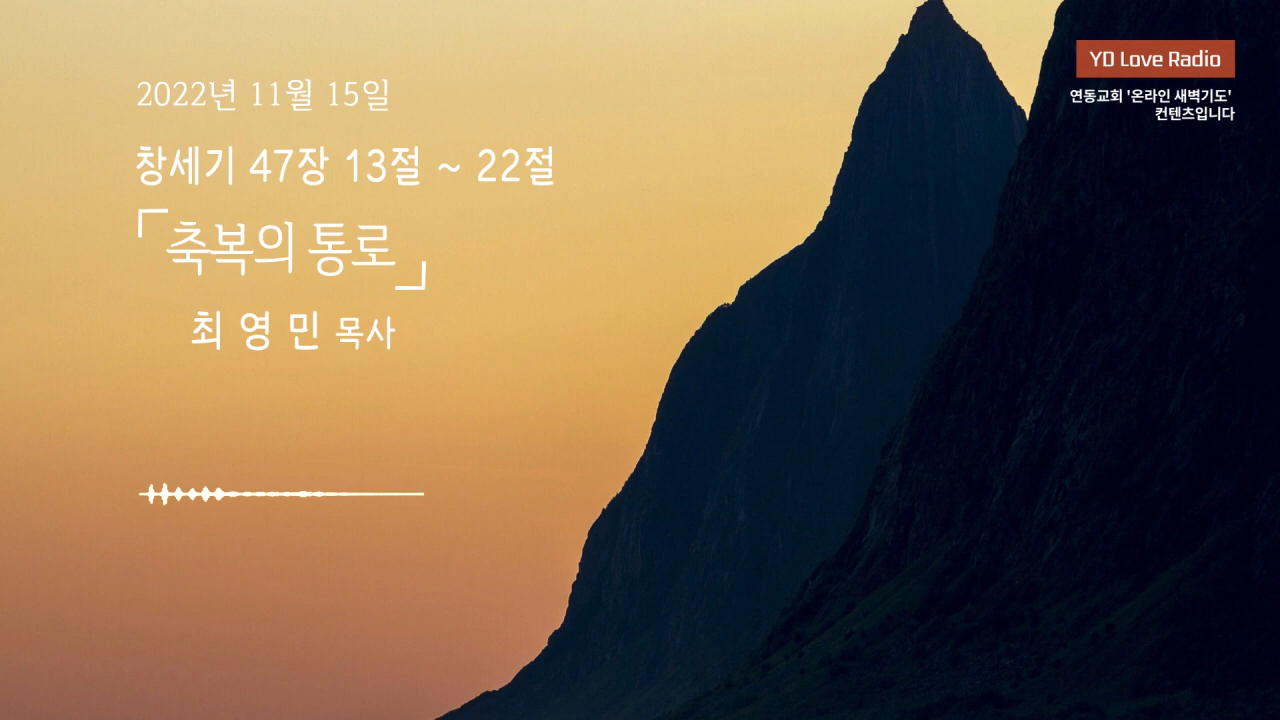 2022년 11월 15일
창세기 47장 13절 ~ 22절
「축복의 통로」
최 영 민 목사
YD Love Radio
연동교회 '온라인 새벽기도'
컨텐츠입니다